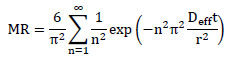 MR = 6/π² ∑_{n=1}^{∞} 1/n² exp(−n²π² D_eff t/r²)